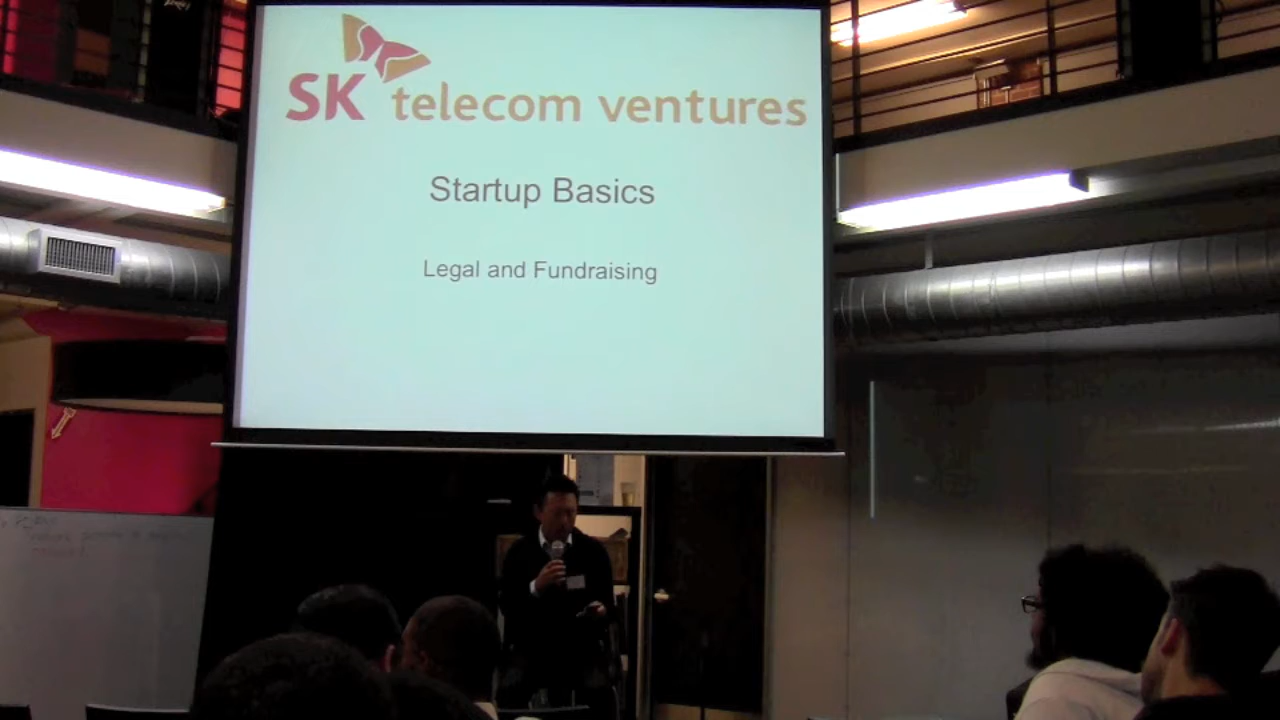 SK telecom ventures
Startup Basics
Legal and Fundraising